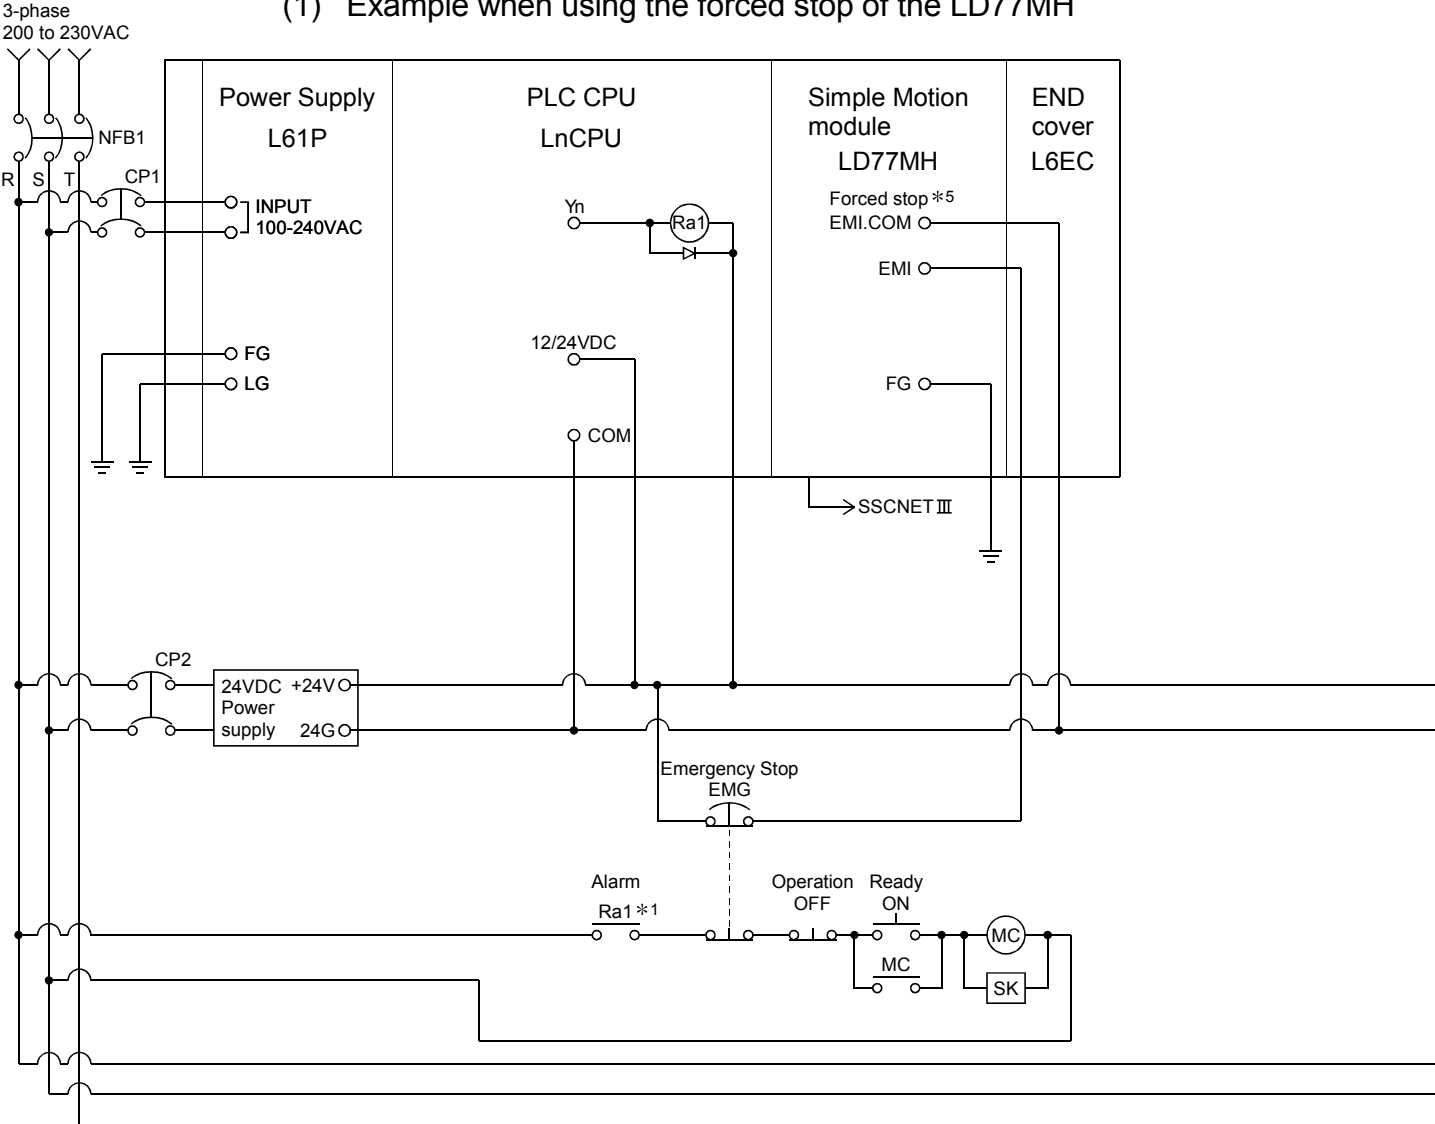 (1) Example when using the forced stop of the LD77MH
3-phase
200 to 230VAC
NFB1
R S T
CP1
Power Supply
L61P
INPUT
100-240VAC
FG
LG
PLC CPU
LnCPU
Yn
Ra1
12/24VDC
COM
Simple Motion
module
LD77MH
Forced stop *5
EMI.COM
EMI
FG
END
cover
L6EC
SSCNETⅢ
CP2
24VDC +24V
Power
supply 24G
Emergency Stop
EMG
Alarm
Ra1*1
Operation
OFF
Ready
ON
MC
MC
SK